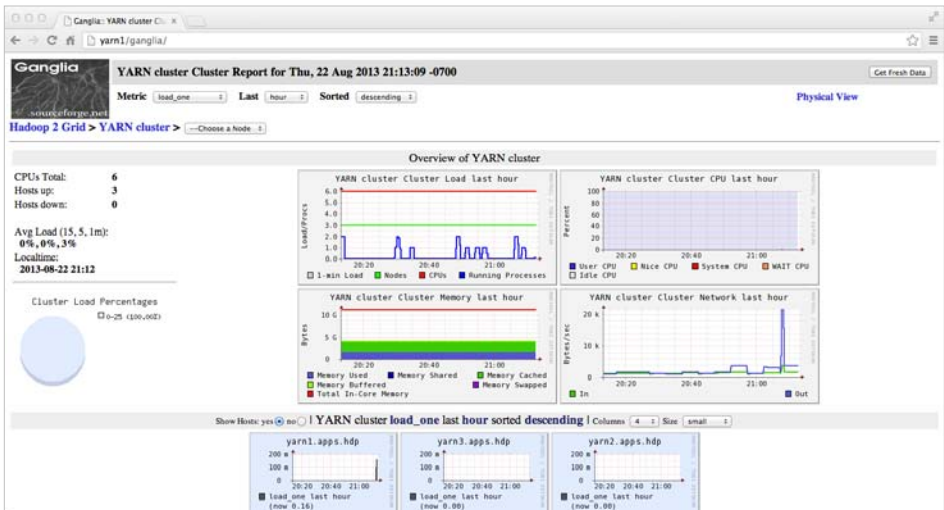 Ganglia:: YARN cluster Clu
yarn1/ganglia/
Ganglia
sourceforge.net
YARN cluster Cluster Report for Thu, 22 Aug 2013 21:13:09 -0700
Get Fresh Data
Metric load_one Last hour Sorted descending
Physical View
Hadoop 2 Grid > YARN cluster > --Choose a Node
Overview of YARN cluster
CPUs Total: 6
Hosts up: 3
Hosts down: 0
Avg Load (15, 5, 1m):
0%, 0%, 3%
Localtime:
2013-08-22 21:12
Cluster Load Percentages
0-25 (100.00%)
YARN cluster Cluster Load last hour
Load/Procs
6.0
5.0
4.0
3.0
2.0
1.0
0.0
20:20 20:40 21:00
1-min Load Nodes CPUs Running Processes
YARN cluster Cluster CPU last hour
Percent
100
80
60
40
20
0
20:20 20:40 21:00
User CPU Nice CPU System CPU WAIT CPU
Idle CPU
YARN cluster Cluster Memory last hour
Bytes
10 G
5 G
0
20:20 20:40 21:00
Memory Used Memory Shared Memory Cached
Memory Buffered Memory Swapped
Total In-Core Memory
YARN cluster Cluster Network last hour
Bytes/sec
20 k
10 k
0
20:20 20:40 21:00
In Out
Show Hosts: yes no | YARN cluster load_one last hour sorted descending | Columns 4 Size small
yarn1.apps.hdp
200 m
100 m
0
20:20 20:40 21:00
load_one last hour
(now 0.16)
yarn3.apps.hdp
200 m
100 m
0
20:20 20:40 21:00
load_one last hour
(now 0.00)
yarn2.apps.hdp
200 m
100 m
0
20:20 20:40 21:00
load_one last hour
(now 0.00)